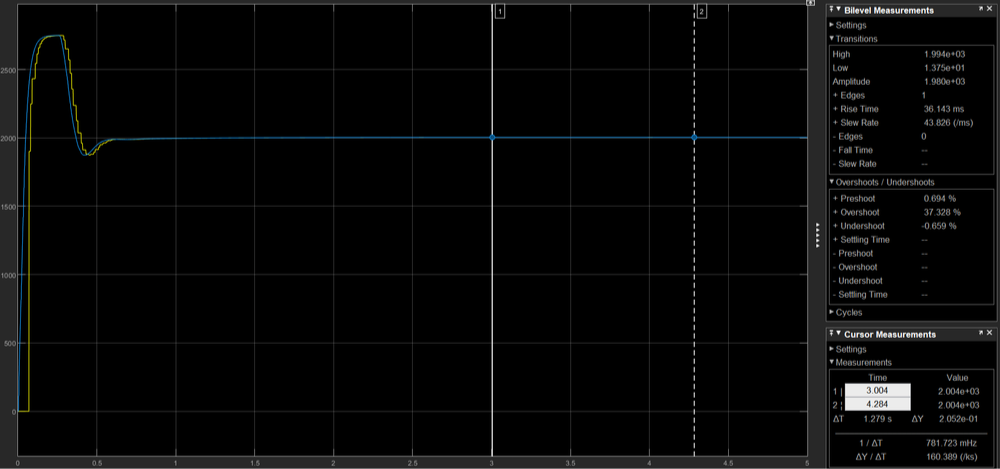 1
2
2500
2000
1500
1000
500
0
0
0.5
1
1.5
2
2.5
3
3.5
4
4.5
5
Bilevel Measurements
Settings
Transitions
High 1.994e+03
Low 1.375e+01
Amplitude 1.980e+03
+ Edges 1
+ Rise Time 36.143 ms
+ Slew Rate 43.826 (/ms)
- Edges 0
- Fall Time --
- Slew Rate --
Overshoots / Undershoots
+ Preshoot 0.694 %
+ Overshoot 37.328 %
+ Undershoot -0.659 %
+ Settling Time --
- Preshoot --
- Overshoot --
- Undershoot --
- Settling Time --
Cycles
Cursor Measurements
Settings
Measurements
Time Value
1 | 3.004 2.004e+03
2 ¦ 4.284 2.004e+03
ΔT 1.279 s ΔY 2.052e-01
1 / ΔT 781.723 mHz
ΔY / ΔT 160.389 (/ks)